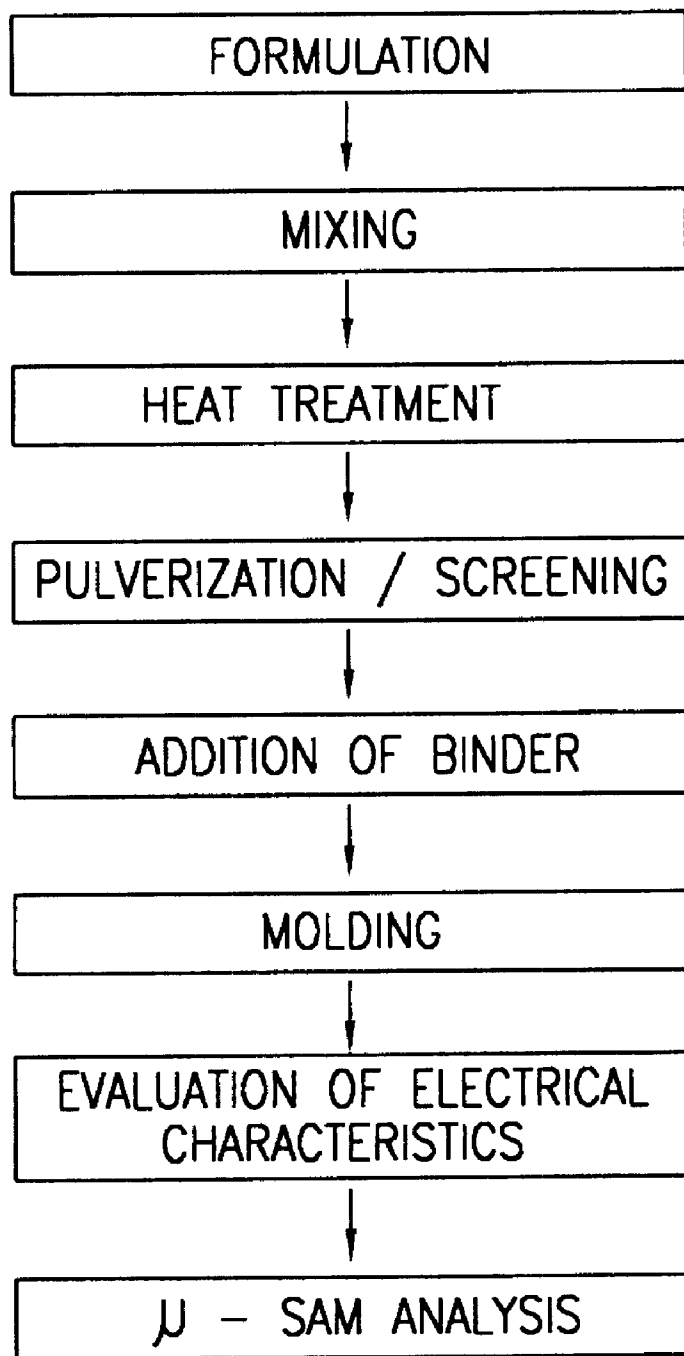 FORMULATION
MIXING
HEAT TREATMENT
PULVERIZATION / SCREENING
ADDITION OF BINDER
MOLDING
EVALUATION OF ELECTRICAL
CHARACTERISTICS
μ - SAM ANALYSIS